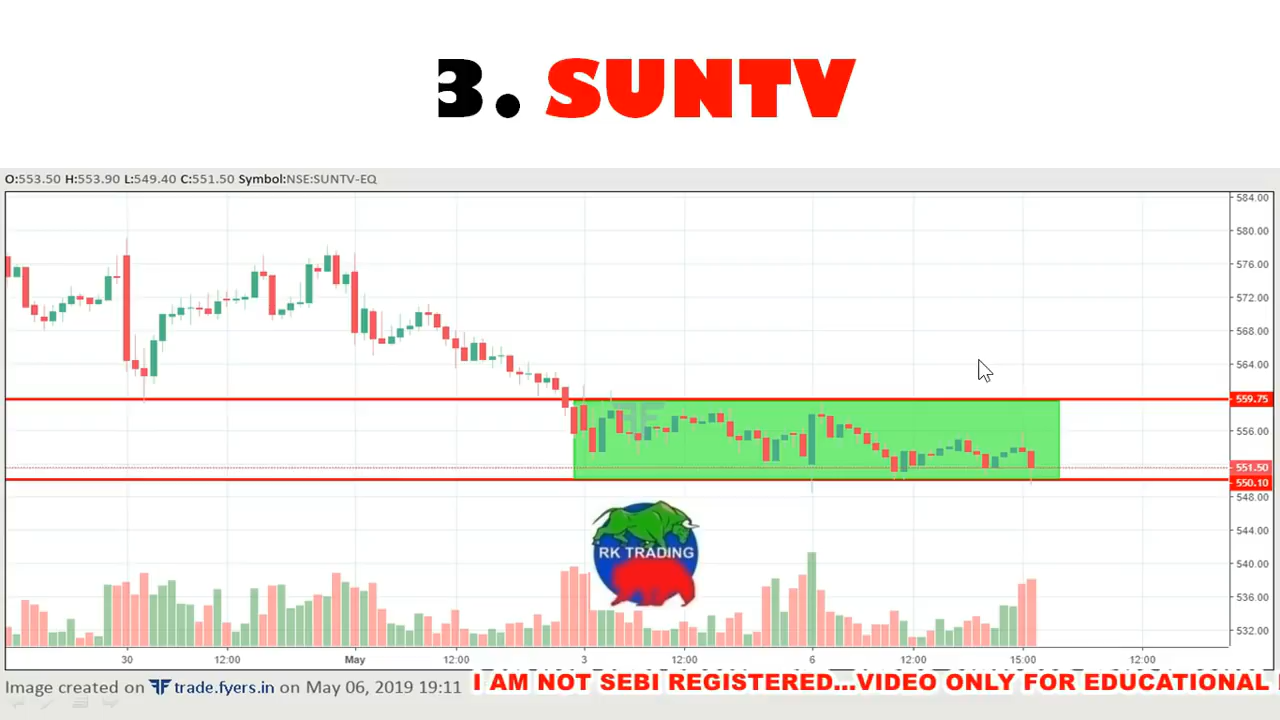 3. SUNTV
O:553.50 H:553.90 L:549.40 C:551.50 Symbol:NSE:SUNTV-EQ
584.00
580.00
576.00
572.00
568.00
564.00
559.75
556.00
551.50
550.10
548.00
544.00
540.00
536.00
532.00
RK TRADING
30 12:00 May 12:00 3 12:00 6 12:00 15:00 12:00
Image created on trade.fyers.in on May 06, 2019 19:11
I AM NOT SEBI REGISTERED...VIDEO ONLY FOR EDUCATIONAL